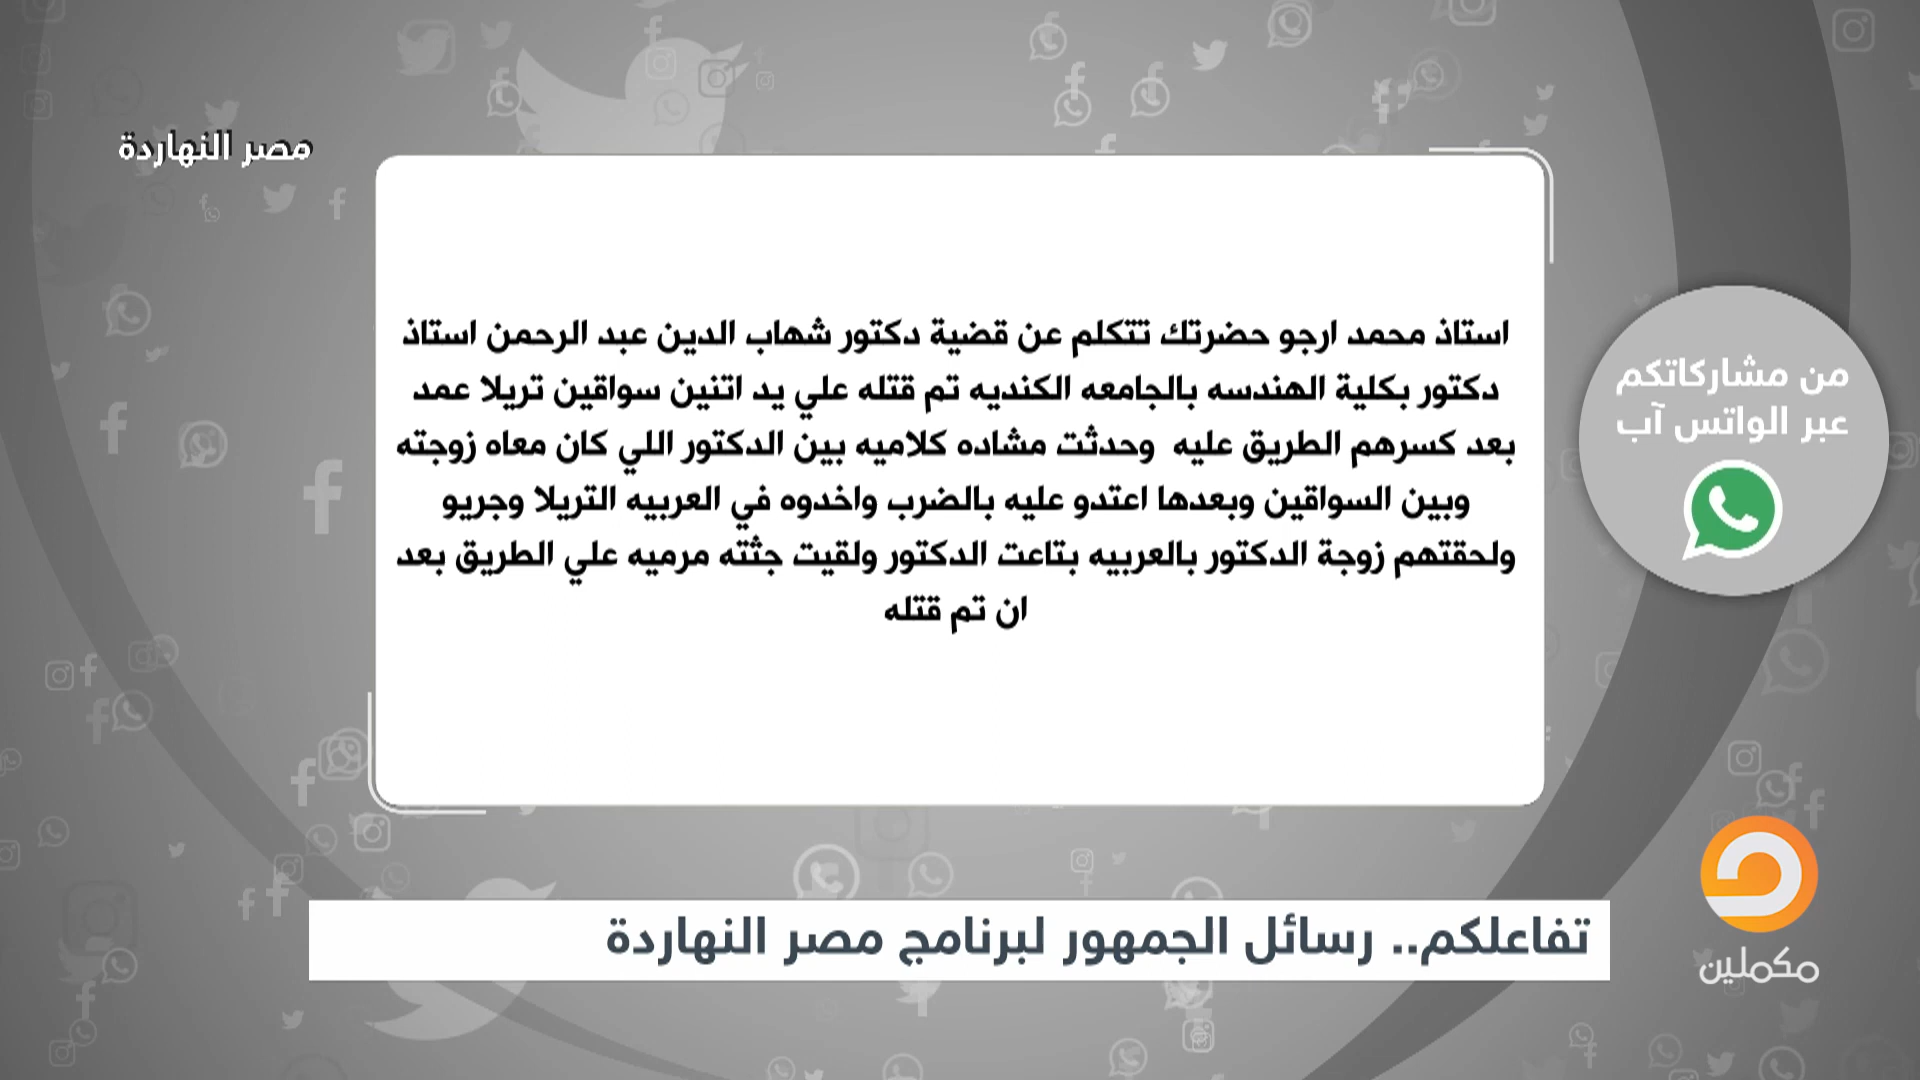 مصر النهاردة
استاذ محمد ارجو حضرتك تتكلم عن قضية دكتور شهاب الدين عبد الرحمن استاذ
دكتور بكلية الهندسه بالجامعه الكنديه تم قتله علي يد اتنين سواقين تريلا عمد
بعد كسرهم الطريق عليه وحدثت مشاده كلاميه بين الدكتور اللي كان معاه زوجته
وبين السواقين وبعدها اعتدو عليه بالضرب واخدوه في العربيه التريلا وجريو
ولحقتهم زوجة الدكتور بالعربيه بتاعت الدكتور ولقيت جثته مرميه علي الطريق بعد
ان تم قتله
من مشاركاتكم
عبر الواتس آب
تفاعلكم.. رسائل الجمهور لبرنامج مصر النهاردة
مكملين